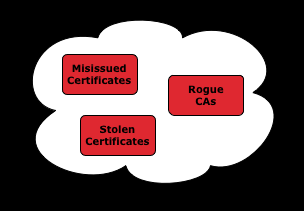 Misissued
Certificates
Rogue
CAs
Stolen
Certificates